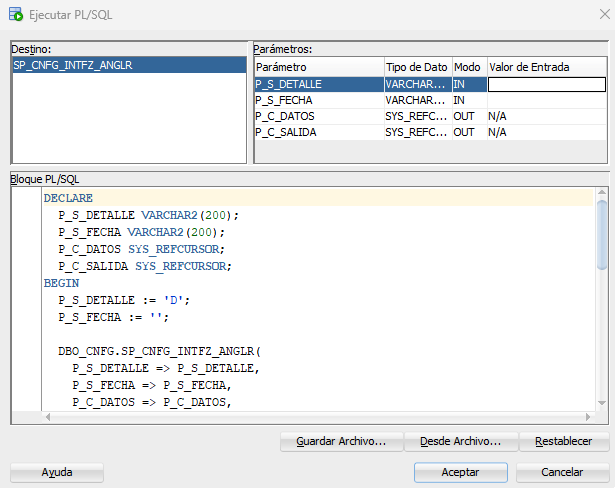 Ejecutar PL/SQL
Destino:
SP_CNFG_INTFZ_ANGLR
Parámetros:
Parámetro Tipo de Dato Modo Valor de Entrada
P_S_DETALLE VARCHAR... IN
P_S_FECHA VARCHAR... IN
P_C_DATOS SYS_REFC... OUT N/A
P_C_SALIDA SYS_REFC... OUT N/A
Bloque PL/SQL
DECLARE
P_S_DETALLE VARCHAR2(200);
P_S_FECHA VARCHAR2(200);
P_C_DATOS SYS_REFCURSOR;
P_C_SALIDA SYS_REFCURSOR;
BEGIN
P_S_DETALLE := 'D';
P_S_FECHA := '';
DBO_CNFG.SP_CNFG_INTFZ_ANGLR(
P_S_DETALLE => P_S_DETALLE,
P_S_FECHA => P_S_FECHA,
P_C_DATOS => P_C_DATOS,
Guardar Archivo... Desde Archivo... Restablecer
Ayuda Aceptar Cancelar